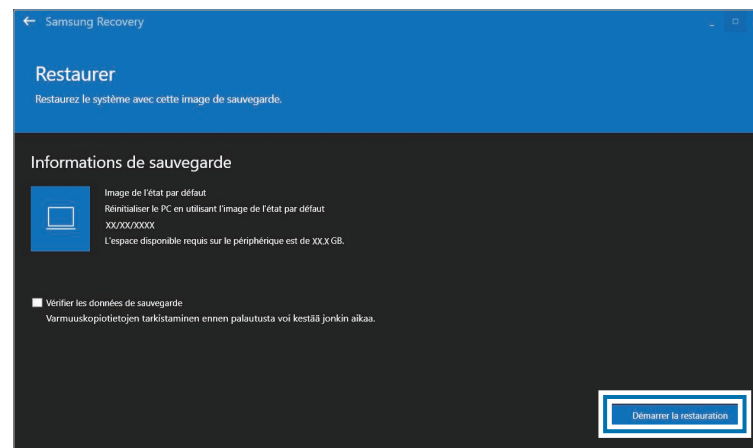 Samsung Recovery
Restaurer
Restaurez le système avec cette image de sauvegarde.
Informations de sauvegarde
Image de l'état par défaut
Réinitialiser le PC en utilisant l'image de l'état par défaut
XX/XX/XXXX
L'espace disponible requis sur le périphérique est de XX.X GB.
Vérifier les données de sauvegarde
Varmuuskopiotietojen tarkistaminen ennen palautusta voi kestää jonkin aikaa.
Démarrer la restauration